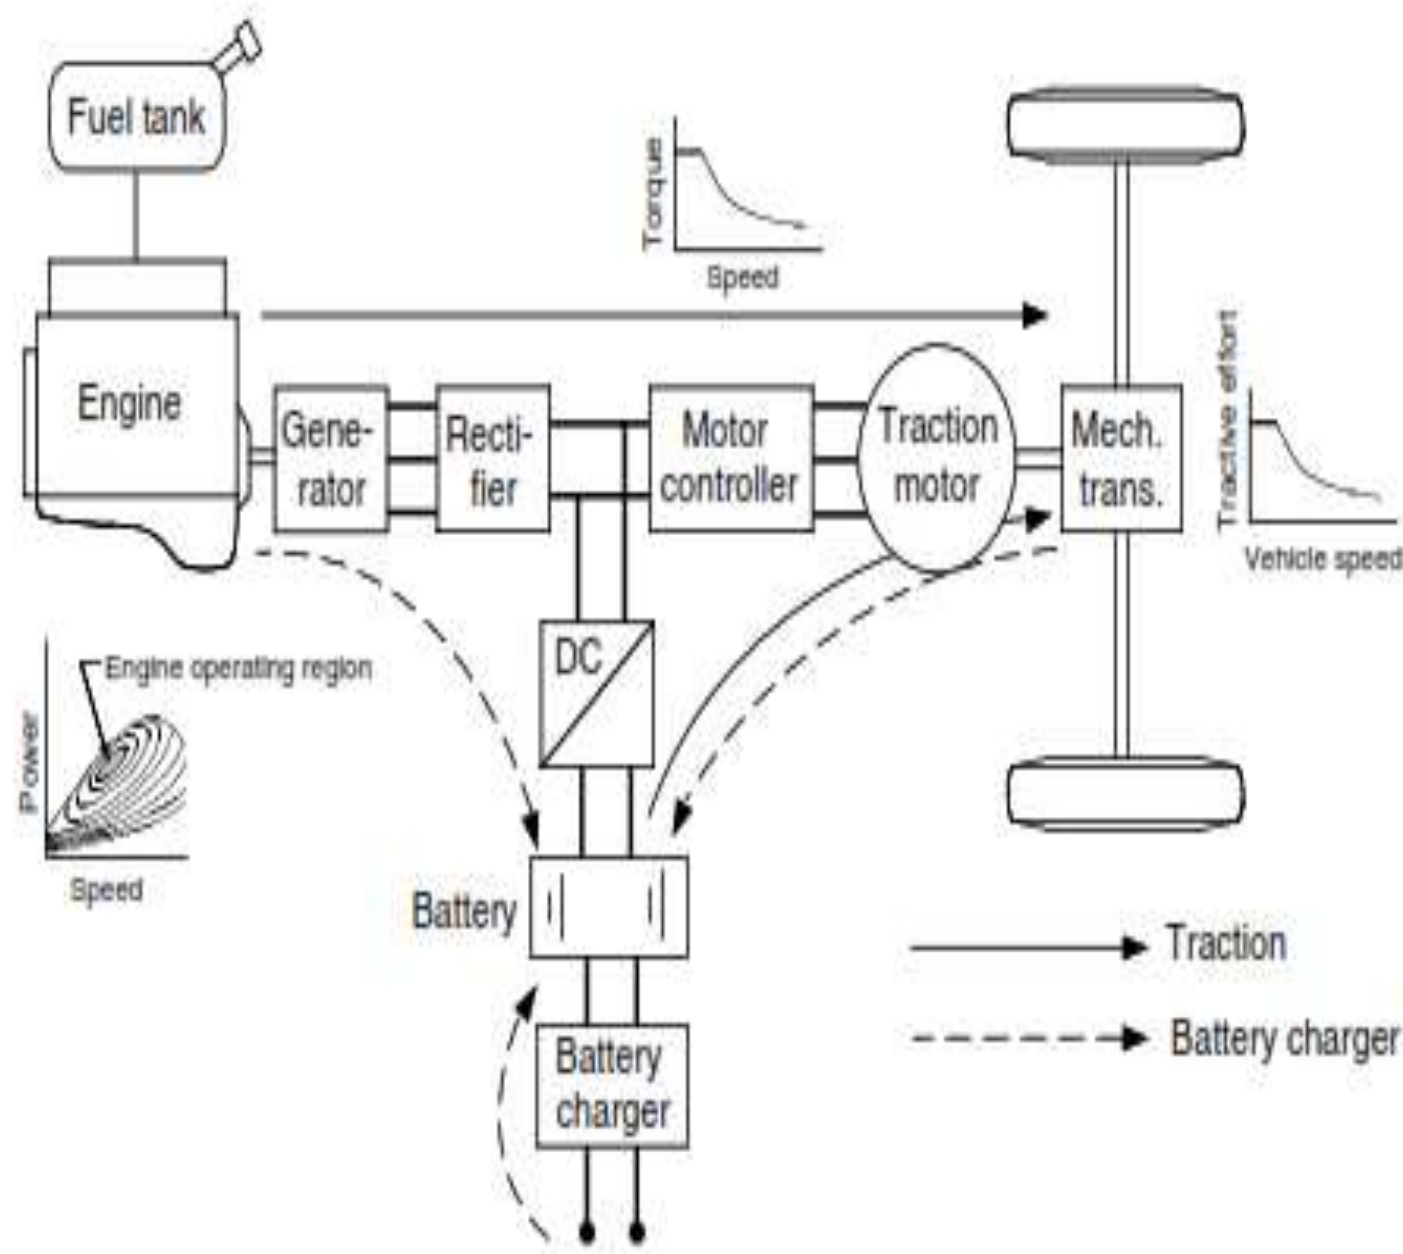 Fuel tank
Torque
Speed
Engine
Gene-
rator
Recti-
fier
Motor
controller
Traction
motor
Mech.
trans.
Tractive effort
Vehicle speed
DC
Engine operating region
Power
Speed
Battery
Traction
Battery charger
Battery
charger